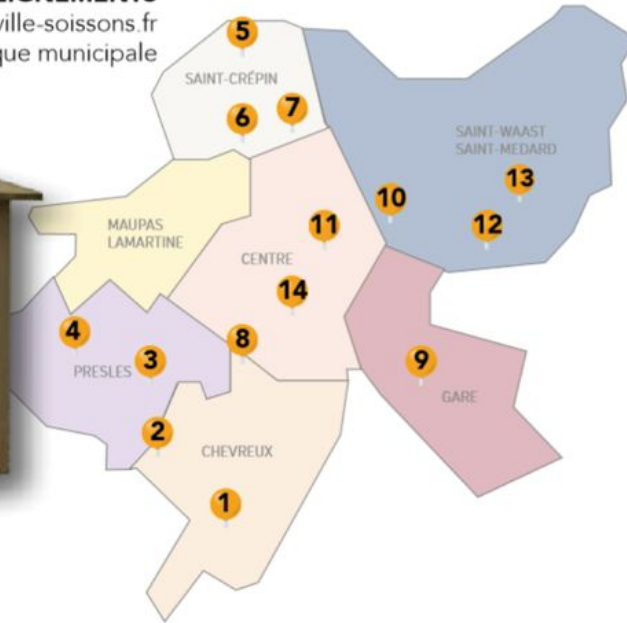 ville-soissons.fr
que municipale
5
SAINT-CRÉPIN
6
7
SAINT-WAAST
SAINT-MEDARD
13
10
12
11
MAUPAS
LAMARTINE
CENTRE
14
4
3
PRESLES
8
9
GARE
2
CHEVREUX
1